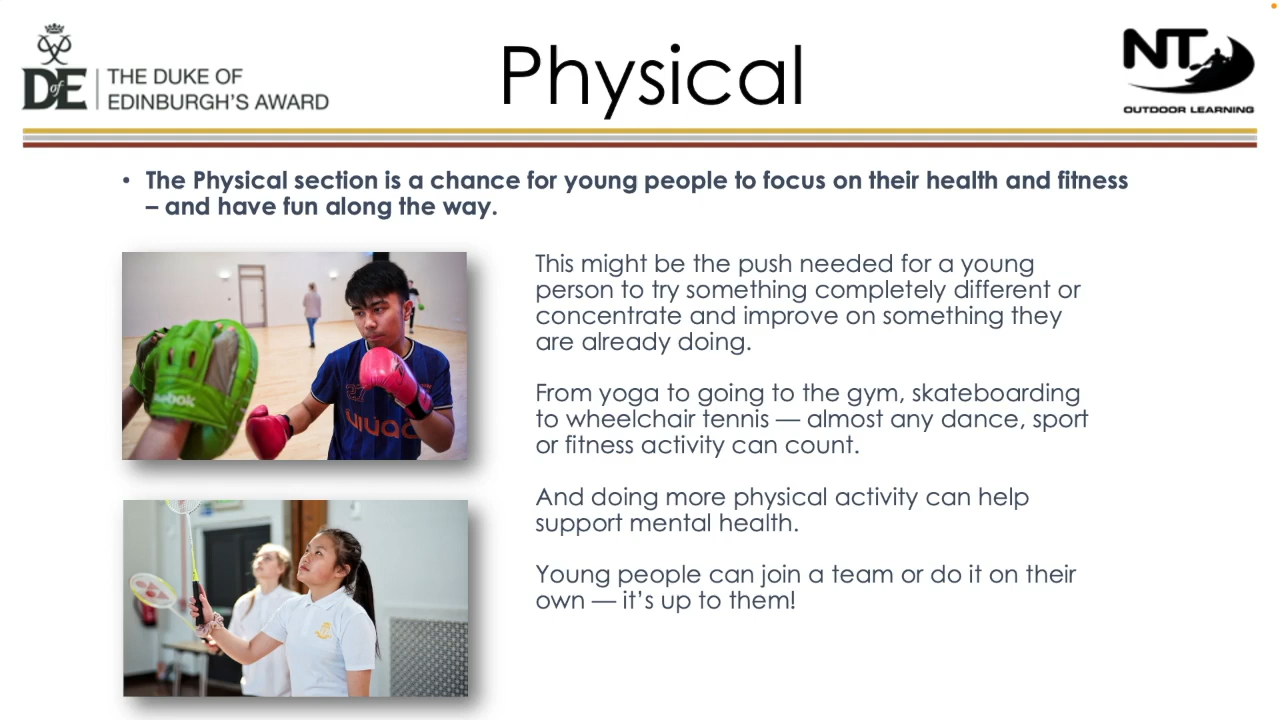 DofE
THE DUKE OF
EDINBURGH'S AWARD
Physical
NT
OUTDOOR LEARNING
• The Physical section is a chance for young people to focus on their health and fitness
– and have fun along the way.
This might be the push needed for a young
person to try something completely different or
concentrate and improve on something they
are already doing.
From yoga to going to the gym, skateboarding
to wheelchair tennis — almost any dance, sport
or fitness activity can count.
And doing more physical activity can help
support mental health.
Young people can join a team or do it on their
own — it's up to them!
Reebok